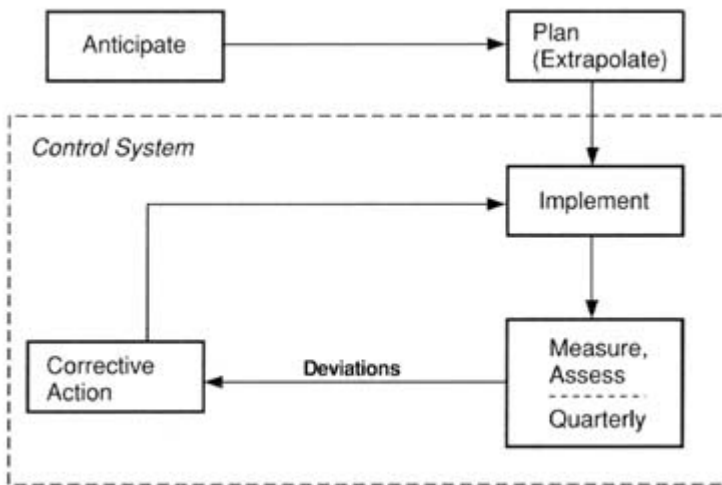 Anticipate
Plan
(Extrapolate)
Control System
Implement
Corrective
Action
Deviations
Measure,
Assess
Quarterly